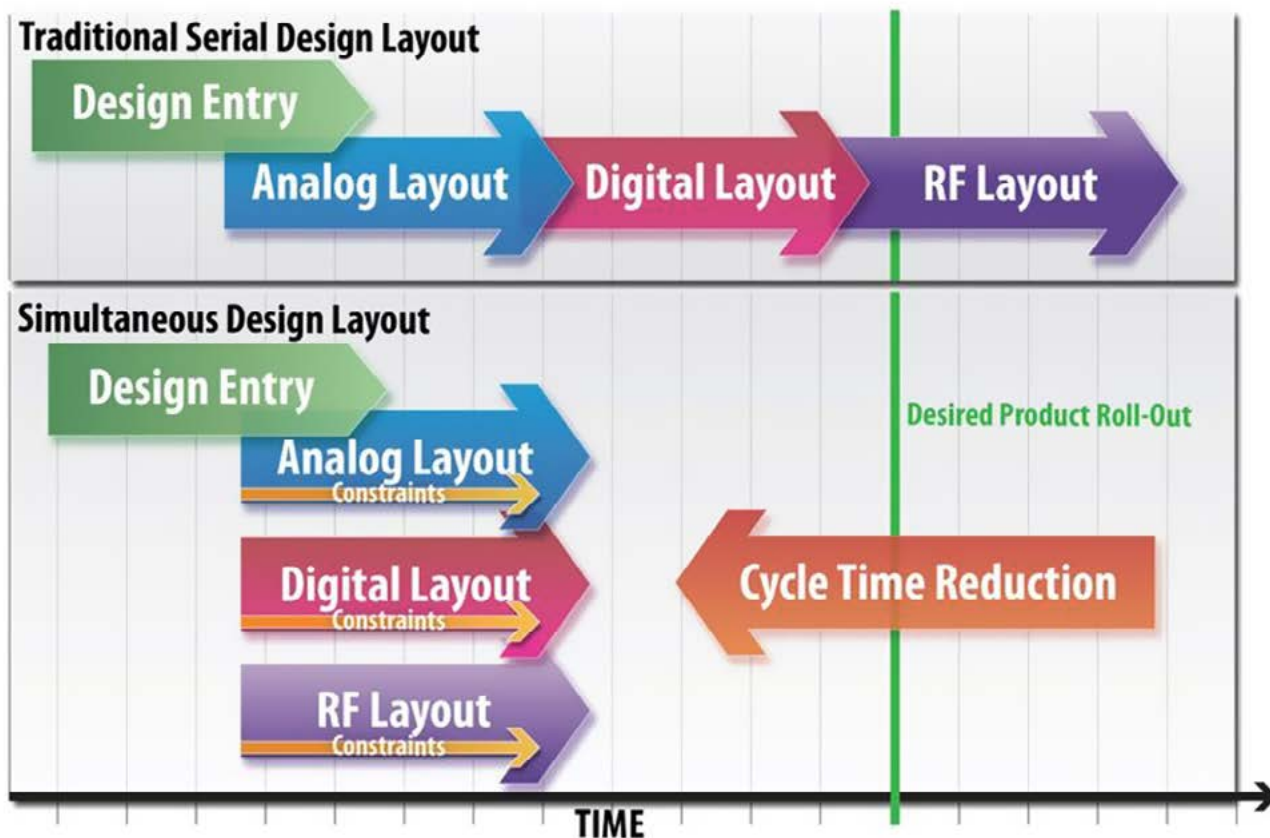 Traditional Serial Design Layout
Design Entry
Analog Layout
Digital Layout
RF Layout
Simultaneous Design Layout
Design Entry
Desired Product Roll-Out
Analog Layout
Constraints
Digital Layout
Constraints
Cycle Time Reduction
RF Layout
Constraints
TIME